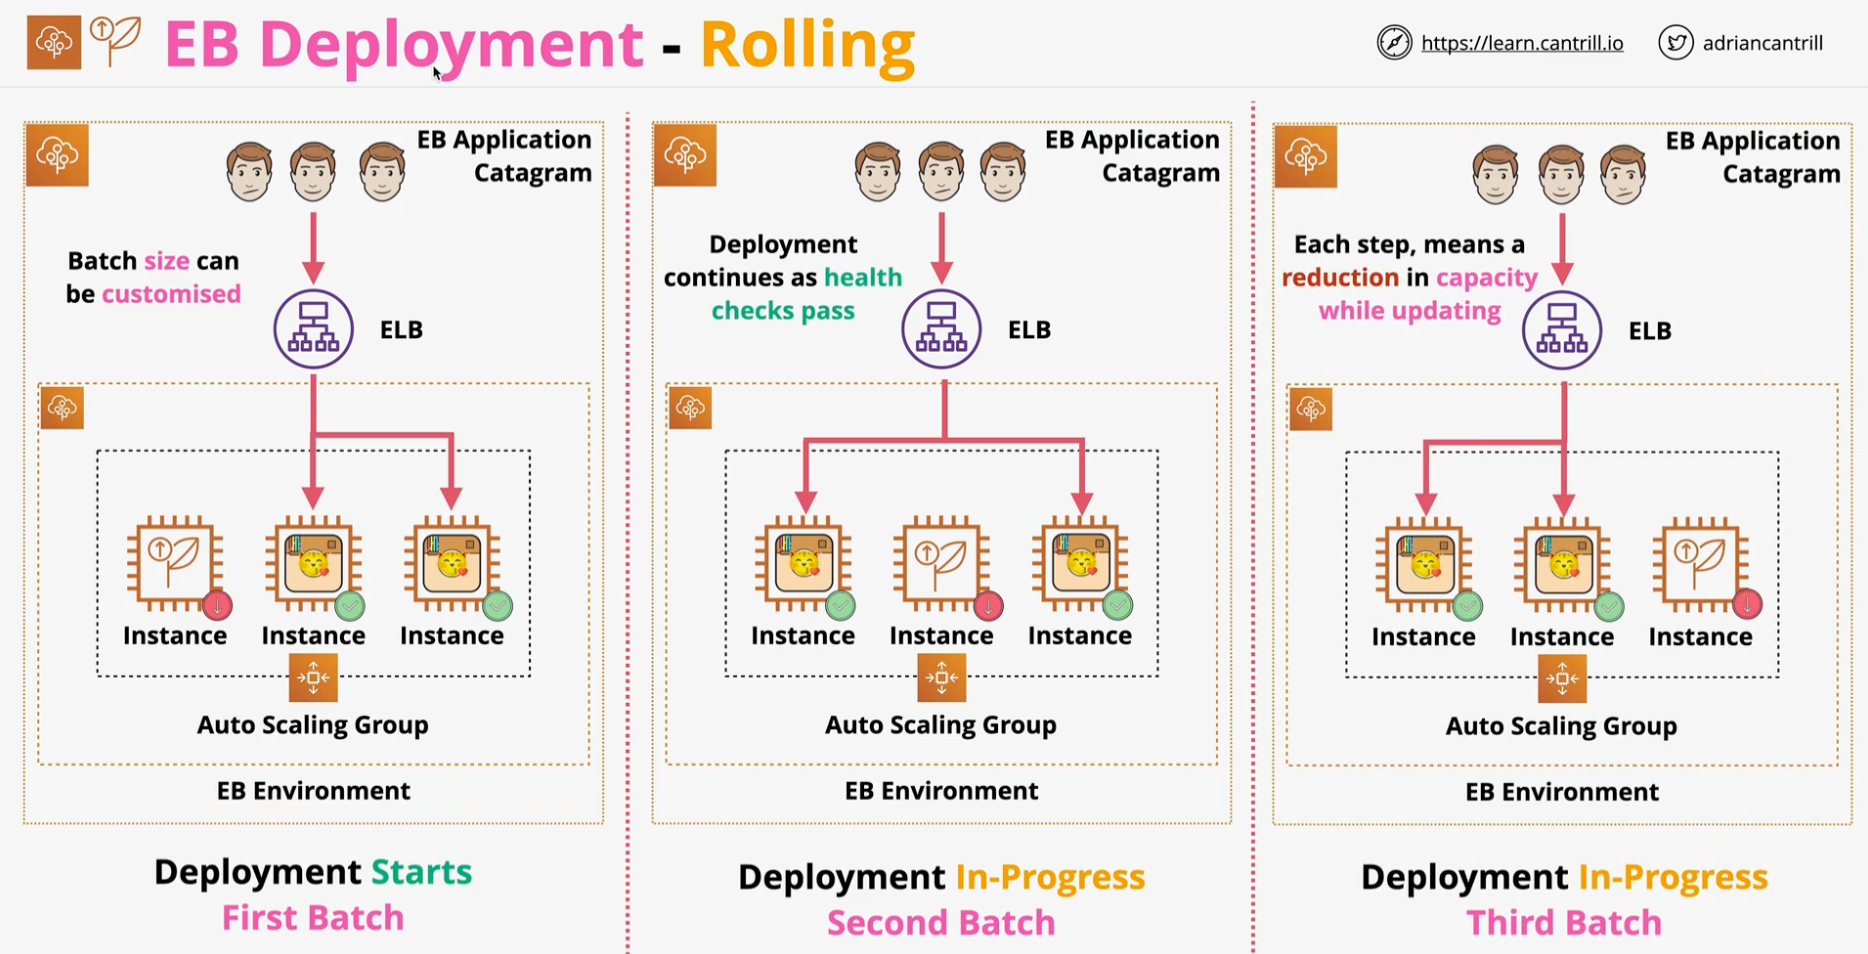 EB Deployment - Rolling
https://learn.cantrill.io
adriancantrill
EB Application
Catagram
Batch size can
be customised
ELB
Instance
Instance
Instance
Auto Scaling Group
EB Environment
Deployment Starts
First Batch
EB Application
Catagram
Deployment
continues as health
checks pass
ELB
Instance
Instance
Instance
Auto Scaling Group
EB Environment
Deployment In-Progress
Second Batch
EB Application
Catagram
Each step, means a
reduction in capacity
while updating
ELB
Instance
Instance
Instance
Auto Scaling Group
EB Environment
Deployment In-Progress
Third Batch